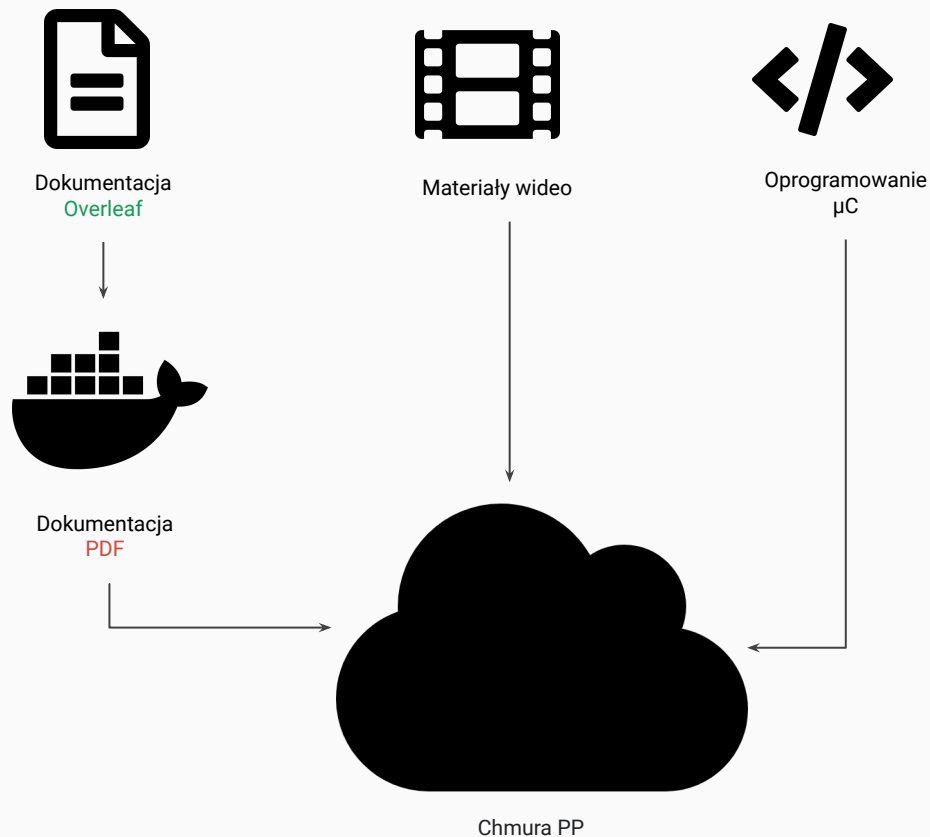 Dokumentacja
Overleaf
Materiały wideo
Oprogramowanie
µC
Dokumentacja
PDF
Chmura PP